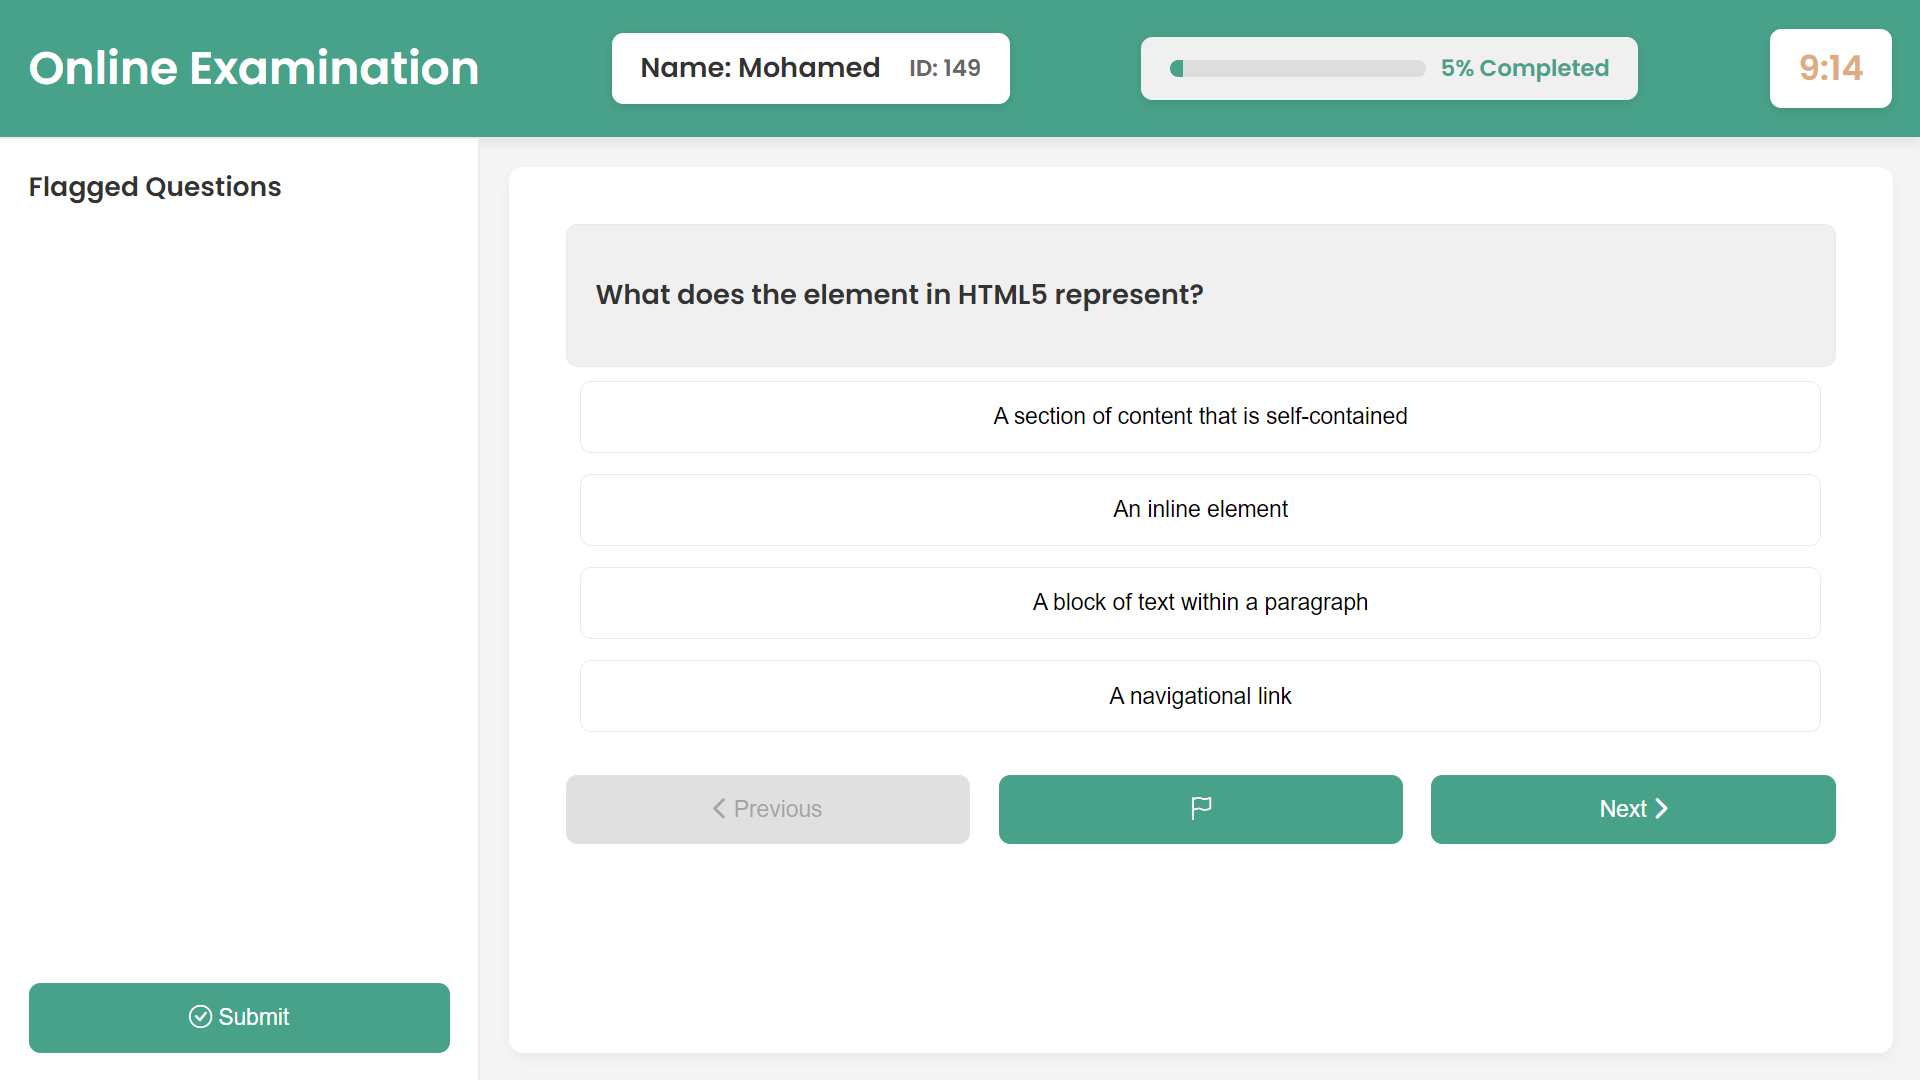 Online Examination
Name: Mohamed ID: 149
5% Completed
9:14
Flagged Questions
What does the element in HTML5 represent?
A section of content that is self-contained
An inline element
A block of text within a paragraph
A navigational link
Previous
Next
Submit